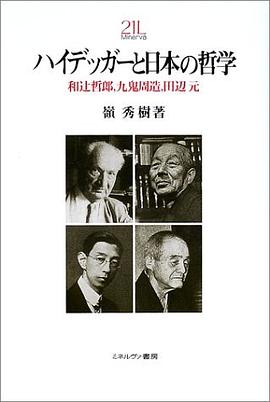 21L
Minerva
ハイデッガーと日本の哲学
和辻哲郎,九鬼周造,田辺 元
嶺 秀樹著
ミネルヴァ書房